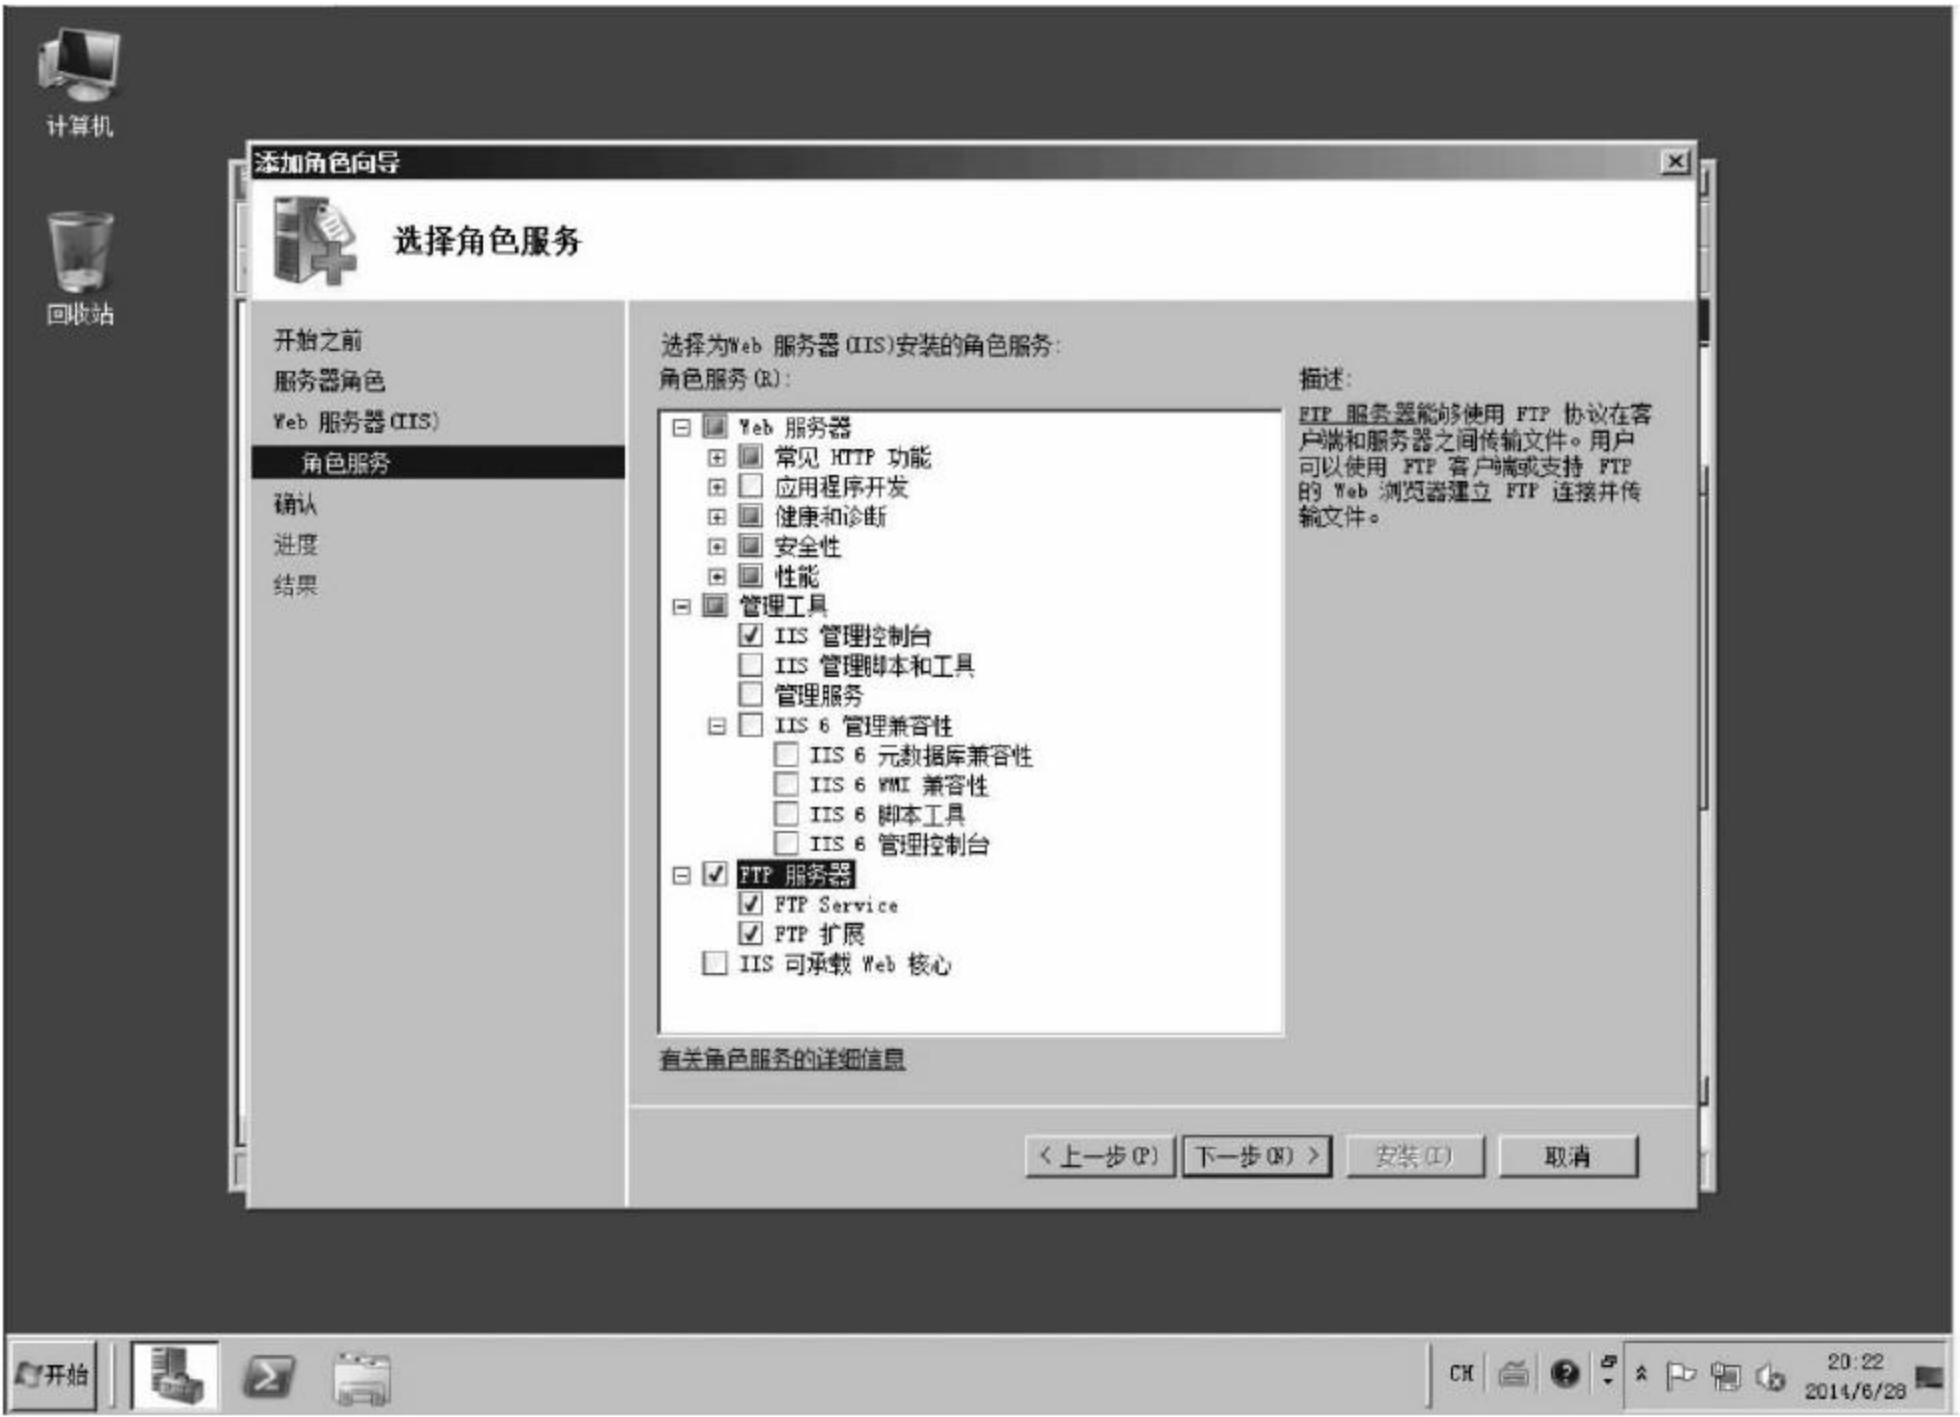 计算机
回收站
添加角色向导
选择角色服务
开始之前
服务器角色
Web 服务器(IIS)
角色服务
确认
进度
结果
选择为Web 服务器(IIS)安装的角色服务:
角色服务(R):
Web 服务器
常见 HTTP 功能
应用程序开发
健康和诊断
安全性
性能
管理工具
IIS 管理控制台
IIS 管理脚本和工具
管理服务
IIS 6 管理兼容性
IIS 6 元数据库兼容性
IIS 6 WMI 兼容性
IIS 6 脚本工具
IIS 6 管理控制台
FTP 服务器
FTP Service
FTP 扩展
IIS 可承载 Web 核心
有关角色服务的详细信息
描述:
FTP 服务器能够使用 FTP 协议在客
户端和服务器之间传输文件。用户
可以使用 FTP 客户端或支持 FTP
的 Web 浏览器建立 FTP 连接并传
输文件。
< 上一步(P)
下一步(N) >
安装(I)
取消
开始
CH
20:22
2014/6/28